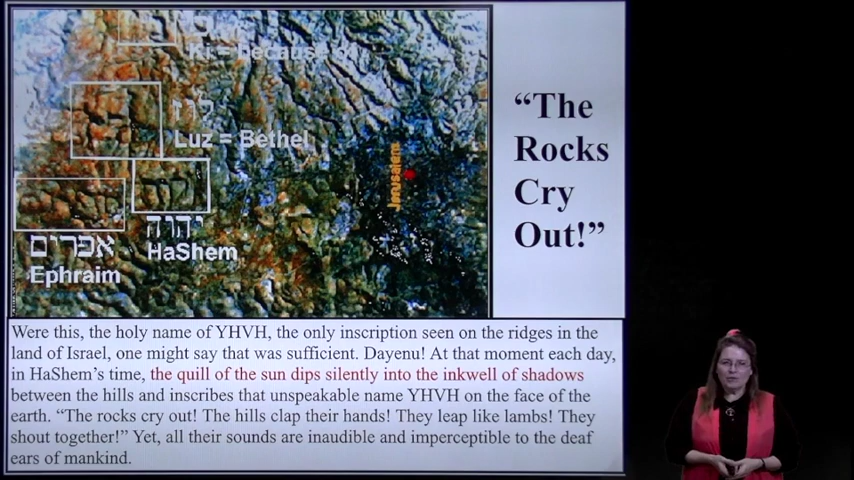 Ki = because
לוז
Luz = Bethel
יהוה
HaShem
אפרים
Ephraim
Jerusalem
“The
Rocks
Cry
Out!”
Were this, the holy name of YHVH, the only inscription seen on the ridges in the
land of Israel, one might say that was sufficient. Dayenu! At that moment each day,
in HaShem’s time, the quill of the sun dips silently into the inkwell of shadows
between the hills and inscribes that unspeakable name YHVH on the face of the
earth. “The rocks cry out! The hills clap their hands! They leap like lambs! They
shout together!” Yet, all their sounds are inaudible and imperceptible to the deaf
ears of mankind.